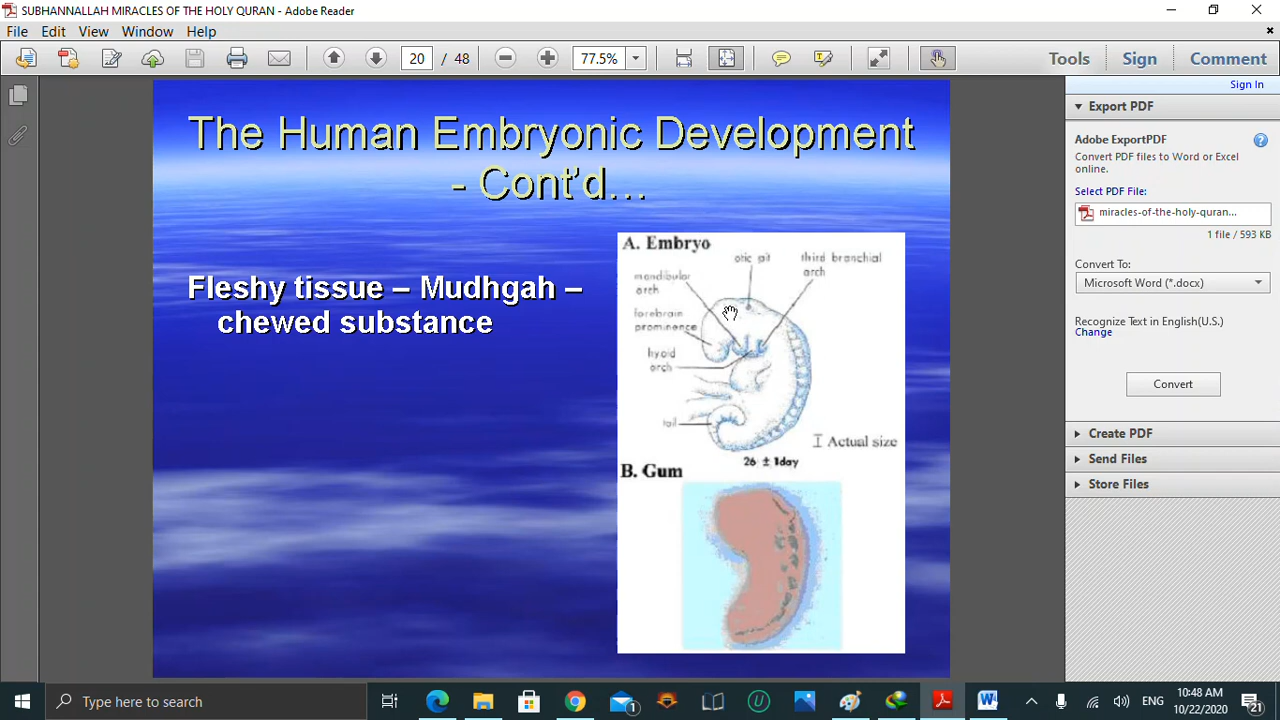 SUBHANNALLAH MIRACLES OF THE HOLY QURAN - Adobe Reader
File Edit View Window Help
20 / 48 77.5% Tools Sign Comment
Sign In
Export PDF
Adobe ExportPDF
Convert PDF files to Word or Excel
online.
Select PDF File:
miracles-of-the-holy-quran...
1 file / 593 KB
Convert To:
Microsoft Word (*.docx)
Recognize Text in English(U.S.)
Change
Convert
Create PDF
Send Files
Store Files
The Human Embryonic Development
- Cont'd...
Fleshy tissue – Mudhgah –
chewed substance
A. Embryo
otic pit
third branchial
arch
mandibular
arch
forebrain
prominence
hyoid
arch
tail
Actual size
26 ± 1day
B. Gum
Type here to search
1
ENG
10:48 AM
10/22/2020
21